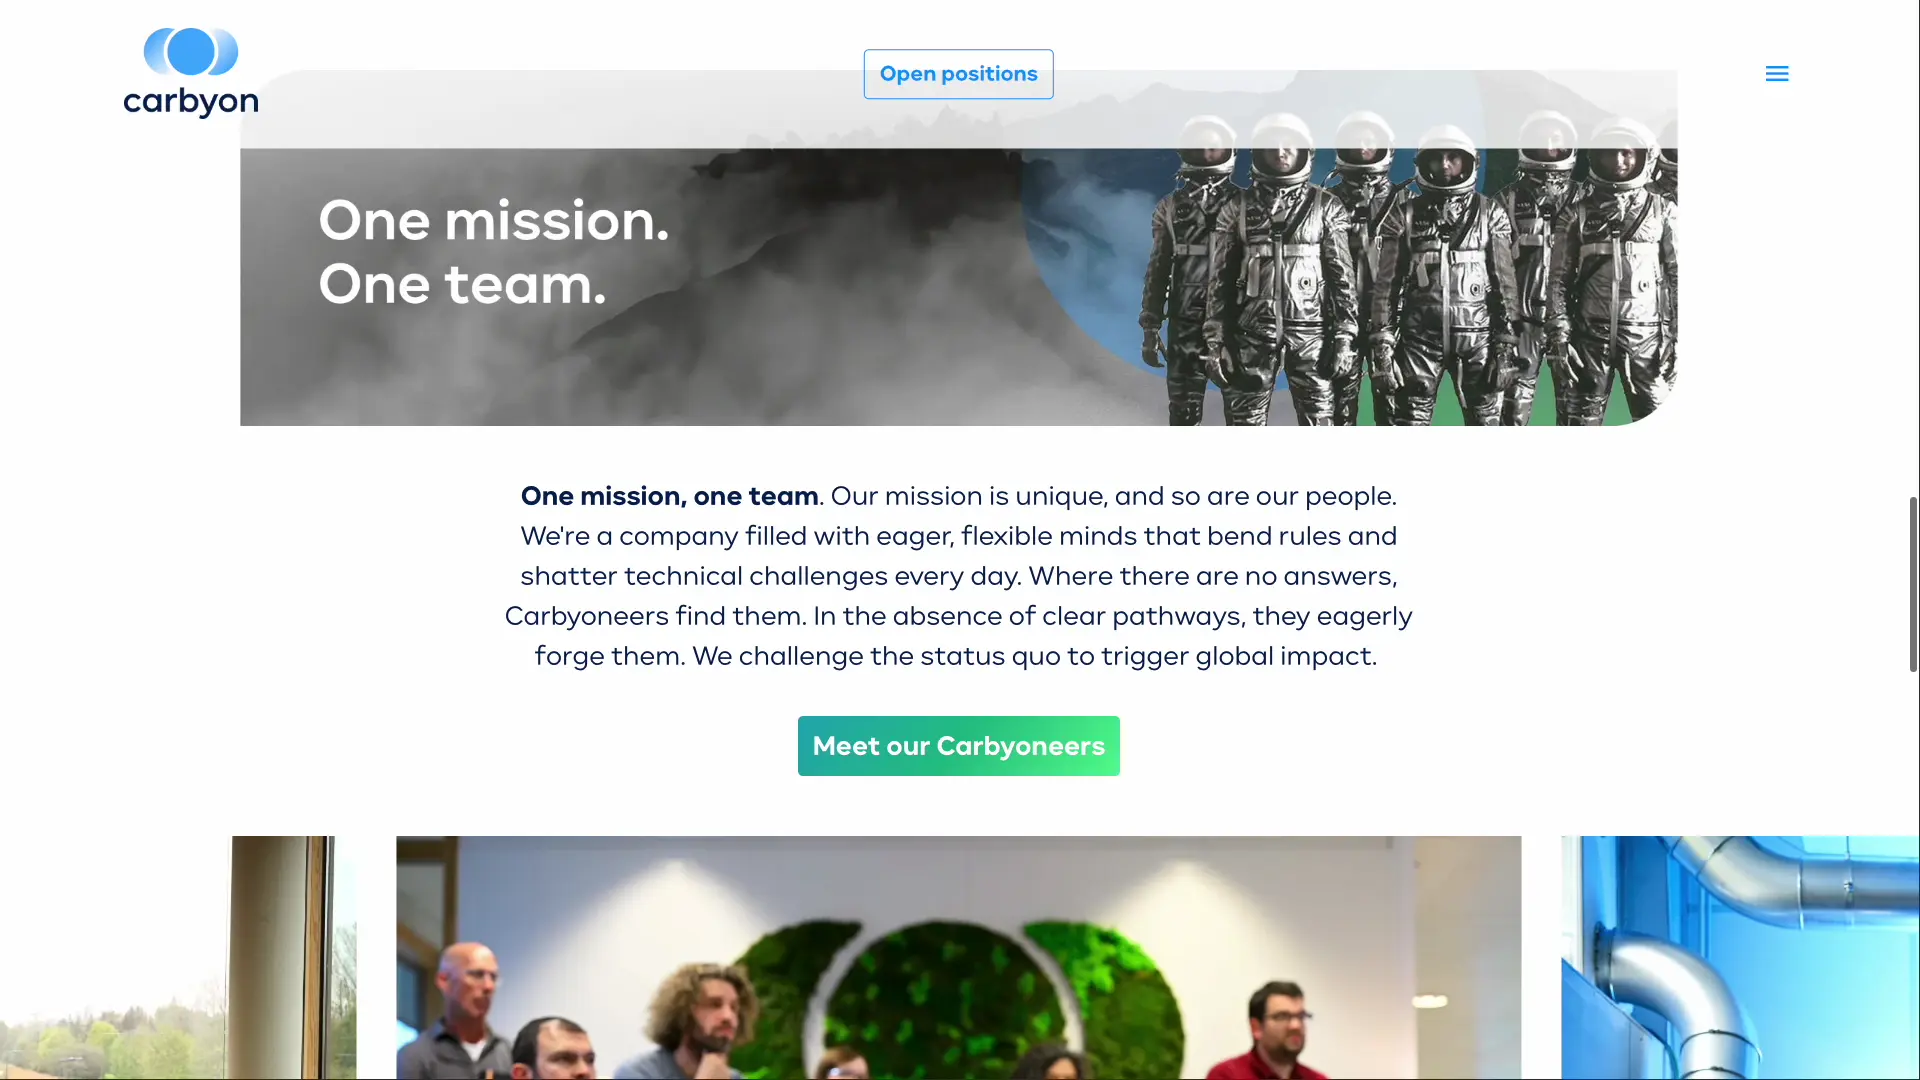 carbyon
Open positions
One mission.
One team.
One mission, one team. Our mission is unique, and so are our people.
We're a company filled with eager, flexible minds that bend rules and
shatter technical challenges every day. Where there are no answers,
Carbyoneers find them. In the absence of clear pathways, they eagerly
forge them. We challenge the status quo to trigger global impact.
Meet our Carbyoneers